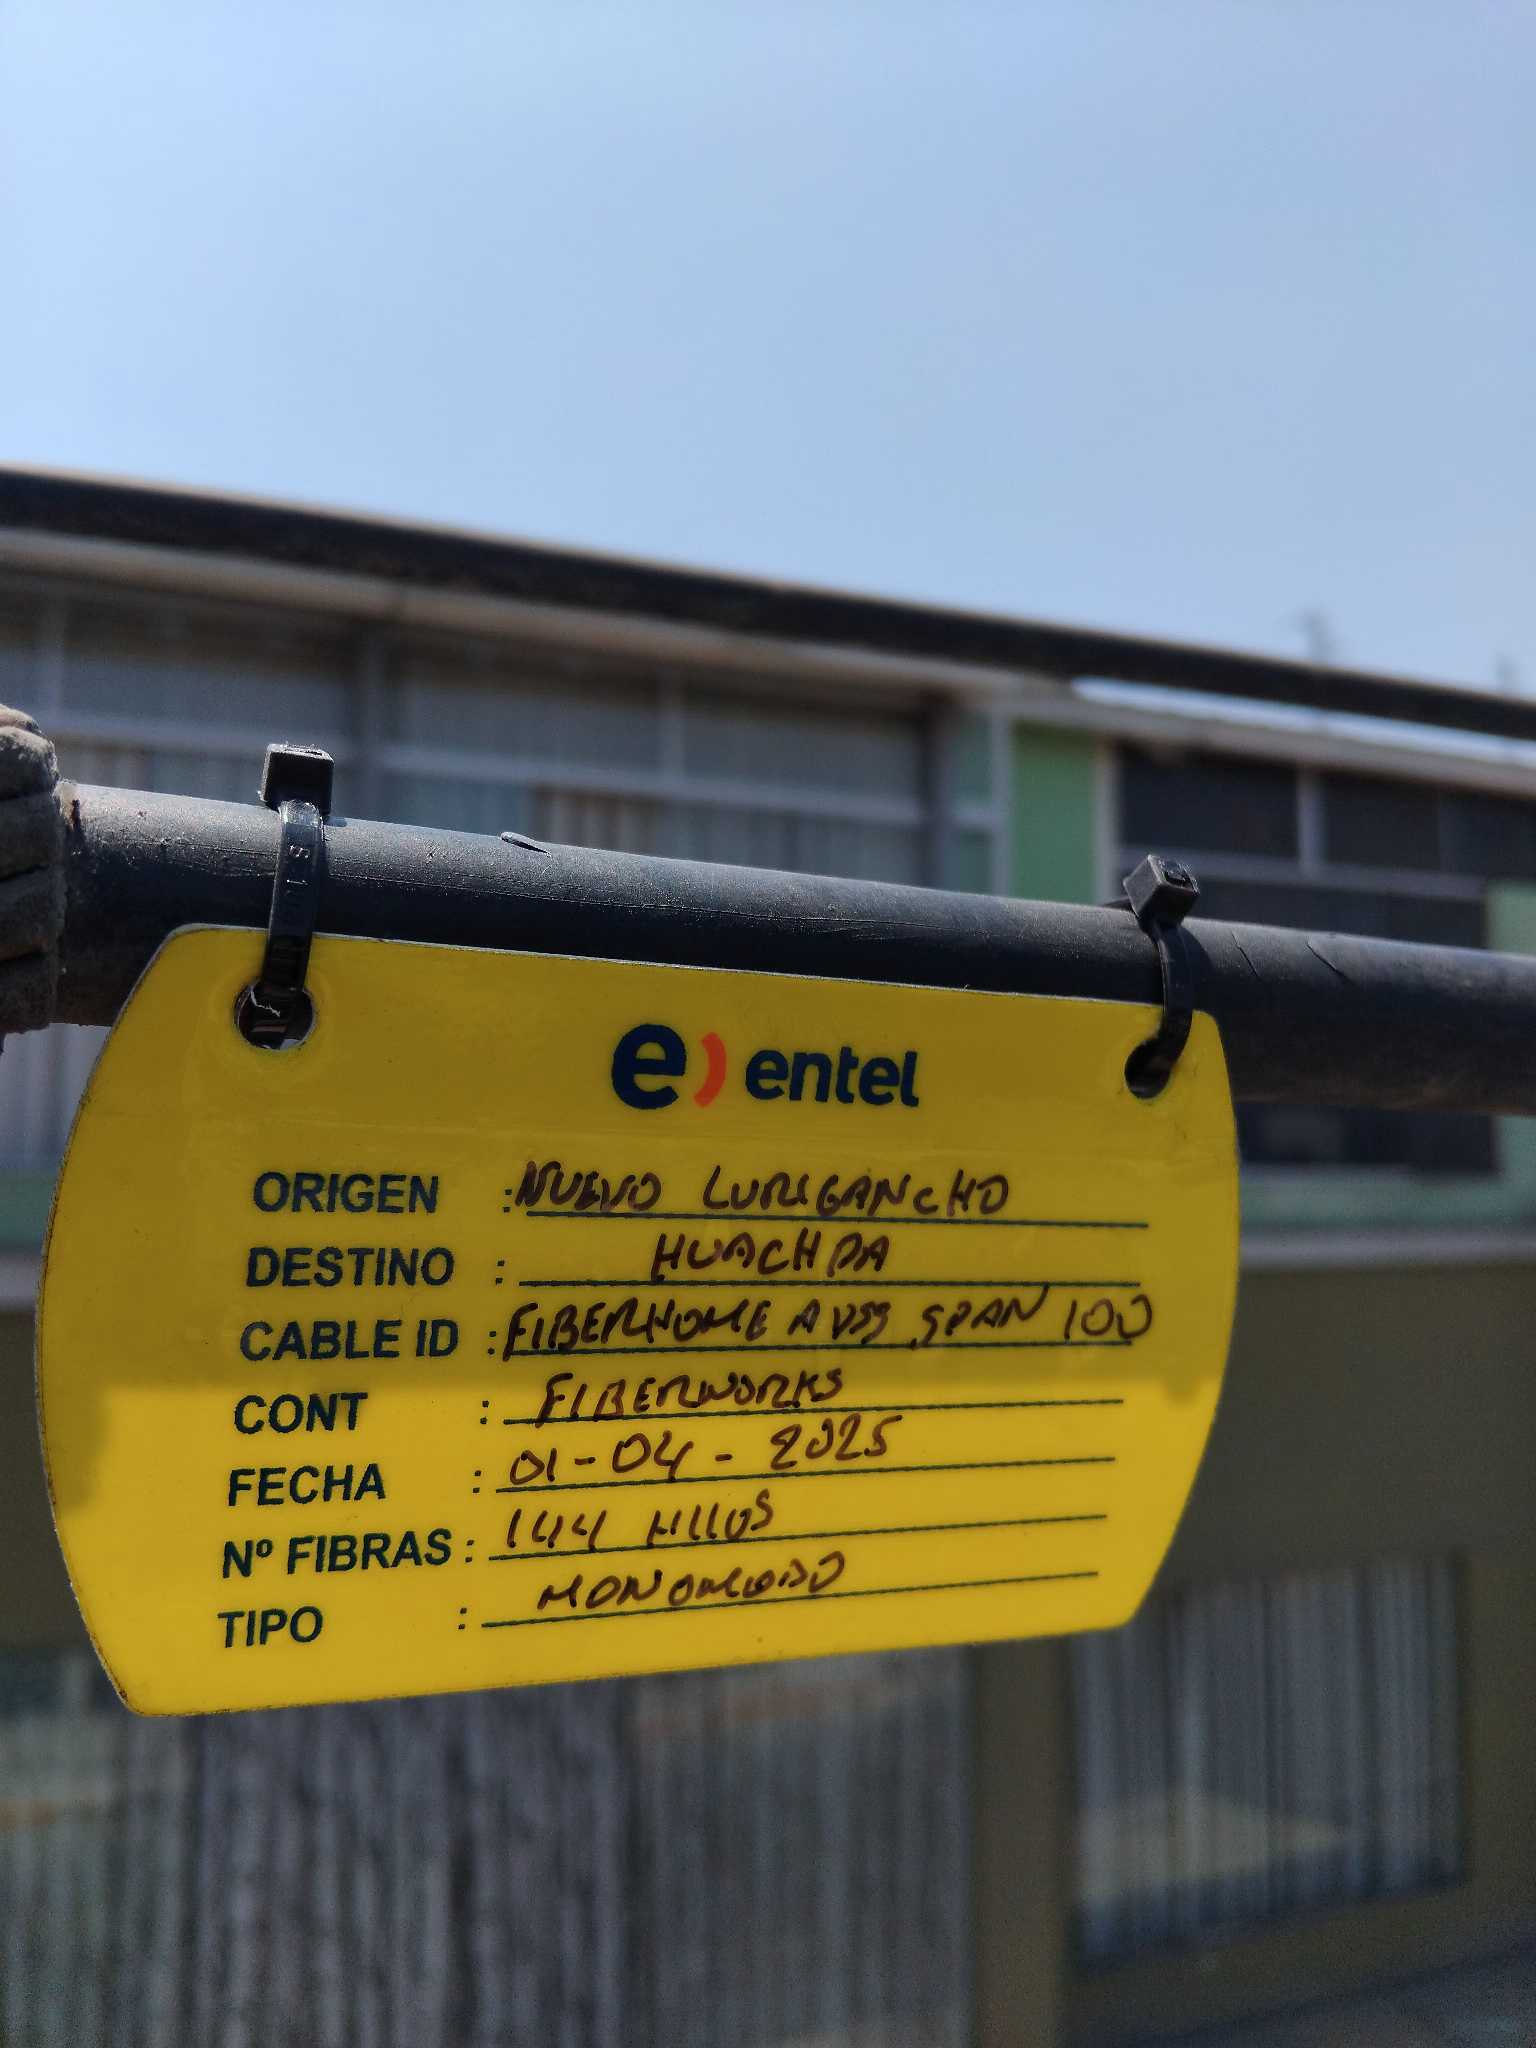 e) entel
ORIGEN : NUEVO LURIGANCHO
DESTINO : HUACHPA
CABLE ID : FIBERHOME ADSS SPAN 100
CONT : FIBERWORKS
FECHA : 01-04-2025
Nº FIBRAS : 144 HILOS
TIPO : MONOMODO